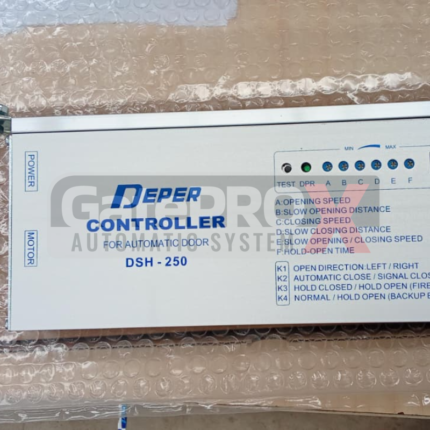 POWER
MOTOR
DEPER
CONTROLLER
FOR AUTOMATIC DOOR
DSH - 250
MIN MAX
TEST DPR A B C D E F
A OPENING SPEED
B SLOW OPENING DISTANCE
C CLOSING SPEED
D SLOW CLOSING DISTANCE
E SLOW OPENING / CLOSING SPEED
F HOLD-OPEN TIME
K1 OPEN DIRECTION LEFT / RIGHT
K2 AUTOMATIC CLOSE / SIGNAL CLOS
K3 HOLD CLOSED / HOLD OPEN (FIRE
K4 NORMAL / HOLD OPEN (BACKUP B
GatePROX
AUTOMATIC SYSTEM